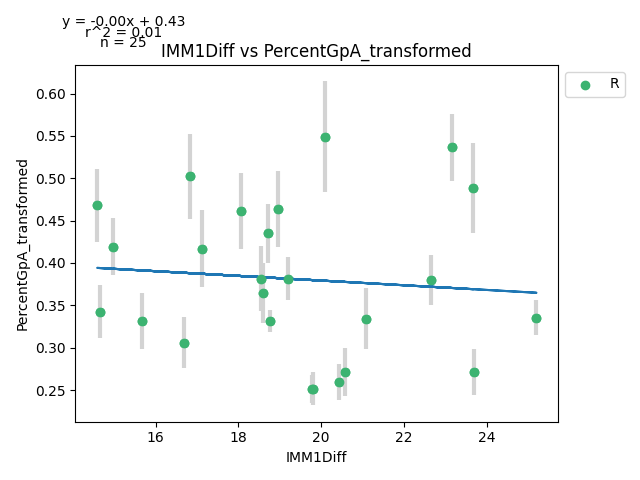 y = -0.00x + 0.43
r^2 = 0.01
n = 25
IMM1Diff vs PercentGpA_transformed
R
PercentGpA_transformed
0.60
0.55
0.50
0.45
0.40
0.35
0.30
0.25
16 18 20 22 24
IMM1Diff